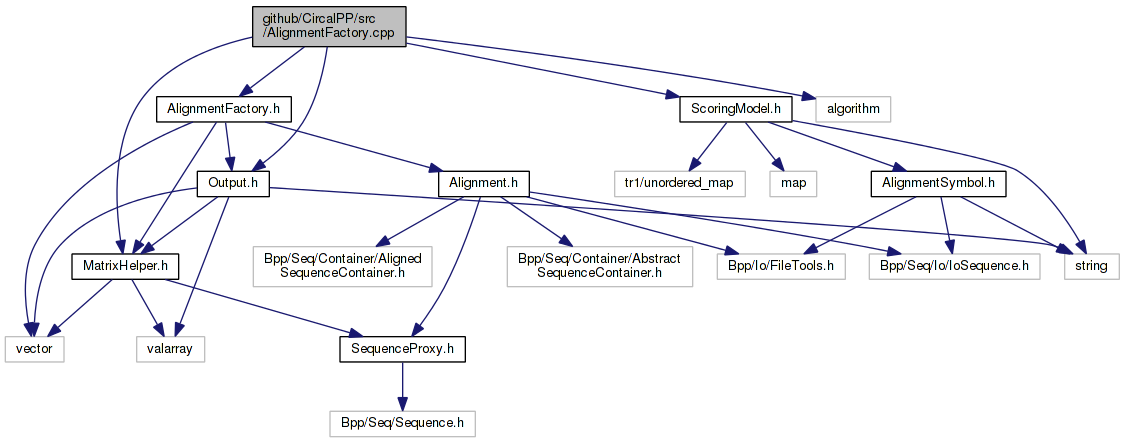 github/CircalPP/src
/AlignmentFactory.cpp
AlignmentFactory.h
ScoringModel.h
algorithm
Output.h
Alignment.h
tr1/unordered_map
map
AlignmentSymbol.h
MatrixHelper.h
Bpp/Seq/Container/Aligned
SequenceContainer.h
Bpp/Seq/Container/Abstract
SequenceContainer.h
Bpp/Io/FileTools.h
Bpp/Seq/Io/IoSequence.h
string
vector
valarray
SequenceProxy.h
Bpp/Seq/Sequence.h